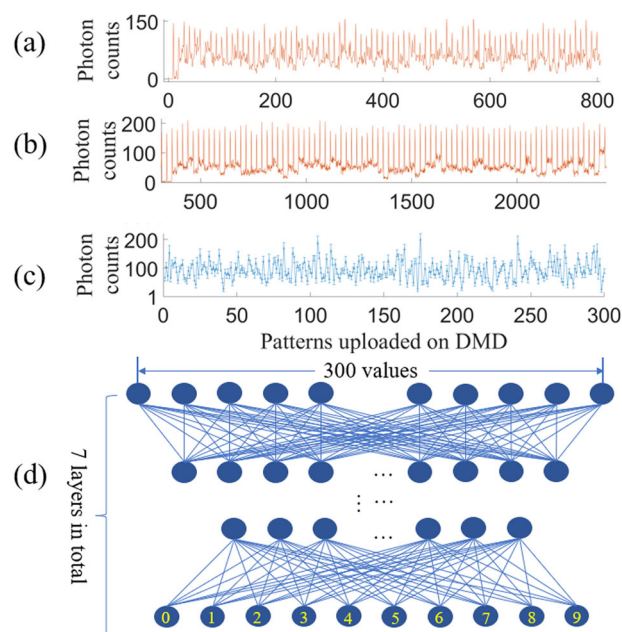 (a)
Photon
counts
150
0
0 200 400 600 800
(b)
Photon
counts
200
100
0
500 1000 1500 2000
(c)
Photon
counts
200
100
1
0 50 100 150 200 250 300
Patterns uploaded on DMD
300 values
(d)
7 layers in total
...
...
...
...
0 1 2 3 4 5 6 7 8 9